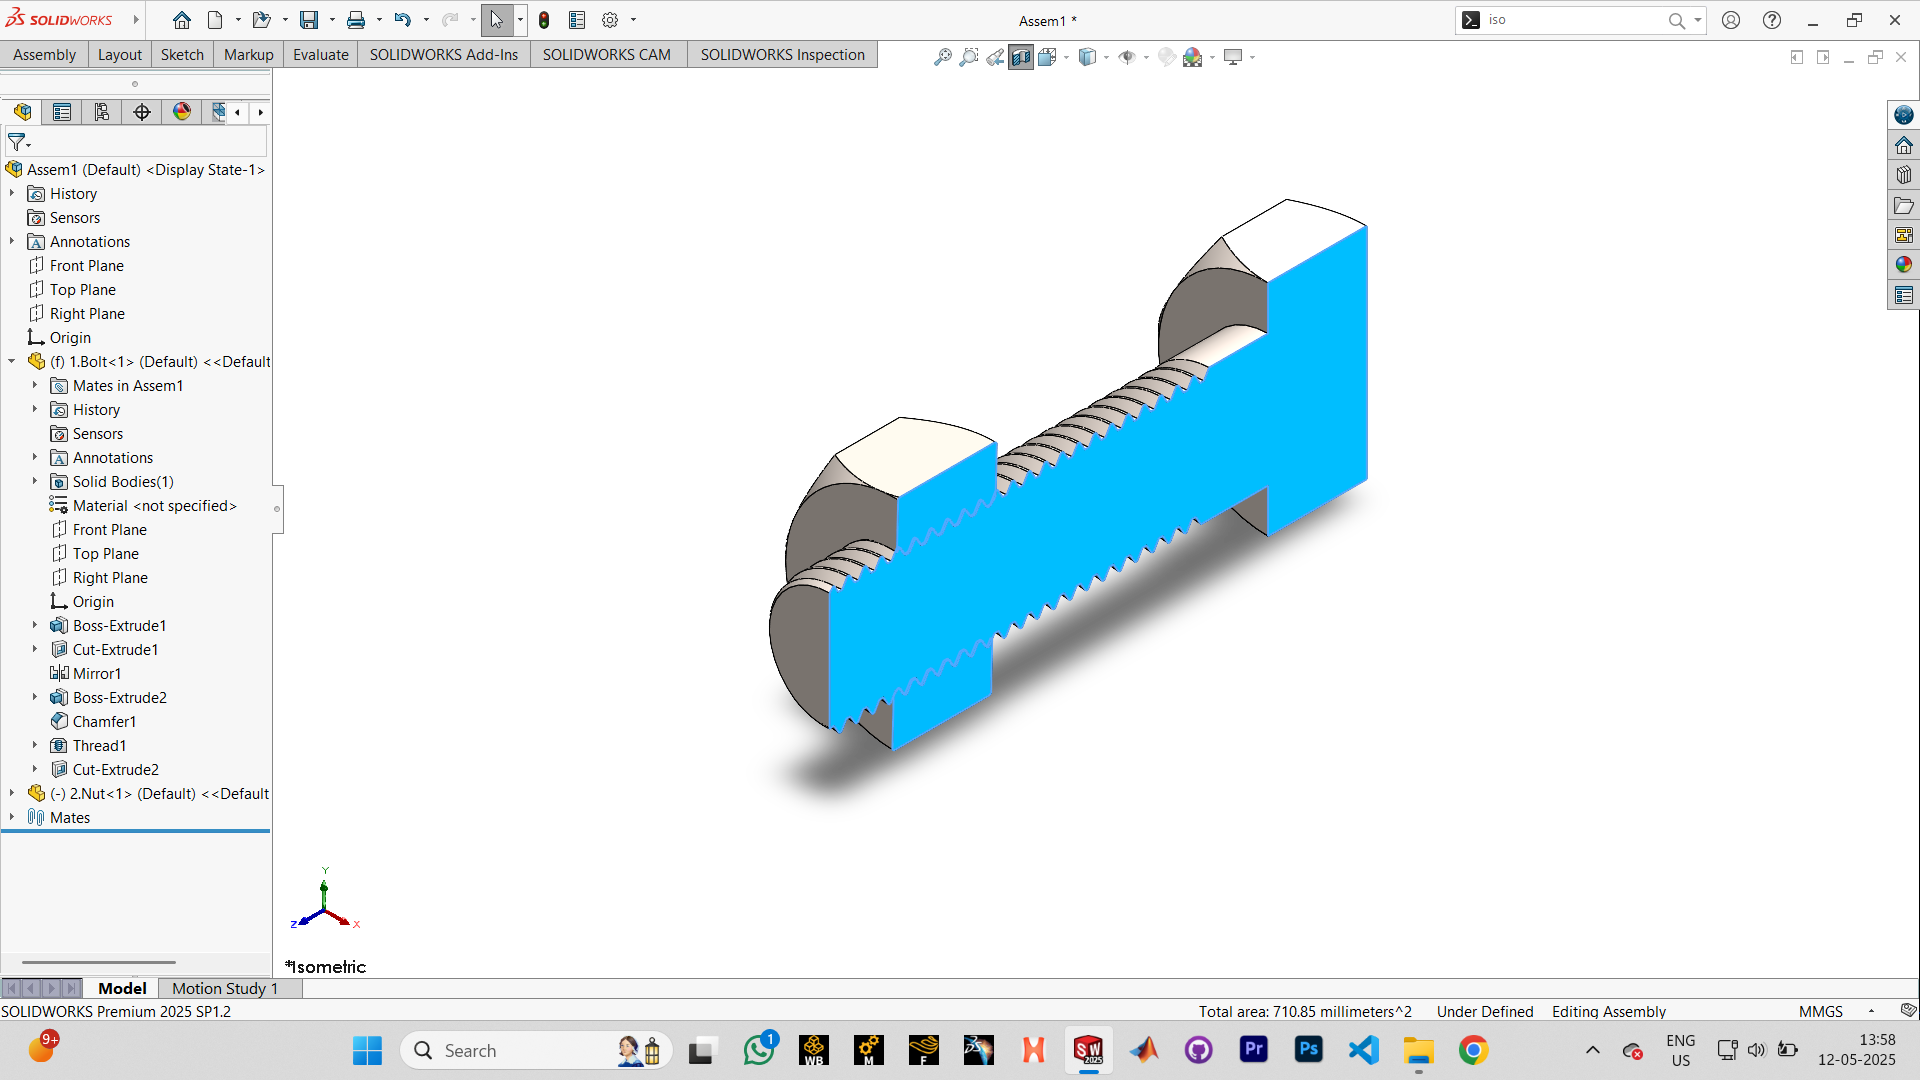 SOLIDWORKS
Assem1 *
iso
Assembly
Layout
Sketch
Markup
Evaluate
SOLIDWORKS Add-Ins
SOLIDWORKS CAM
SOLIDWORKS Inspection
Assem1 (Default) <Display State-1>
History
Sensors
Annotations
Front Plane
Top Plane
Right Plane
Origin
(f) 1.Bolt<1> (Default) <<Default
Mates in Assem1
History
Sensors
Annotations
Solid Bodies(1)
Material <not specified>
Front Plane
Top Plane
Right Plane
Origin
Boss-Extrude1
Cut-Extrude1
Mirror1
Boss-Extrude2
Chamfer1
Thread1
Cut-Extrude2
(-) 2.Nut<1> (Default) <<Default
Mates
Y
Z
X
*Isometric
Model
Motion Study 1
SOLIDWORKS Premium 2025 SP1.2
Total area: 710.85 millimeters^2
Under Defined
Editing Assembly
MMGS
9+
Search
1
WB
M
F
SW
2025
Pr
Ps
ENG
US
13:58
12-05-2025